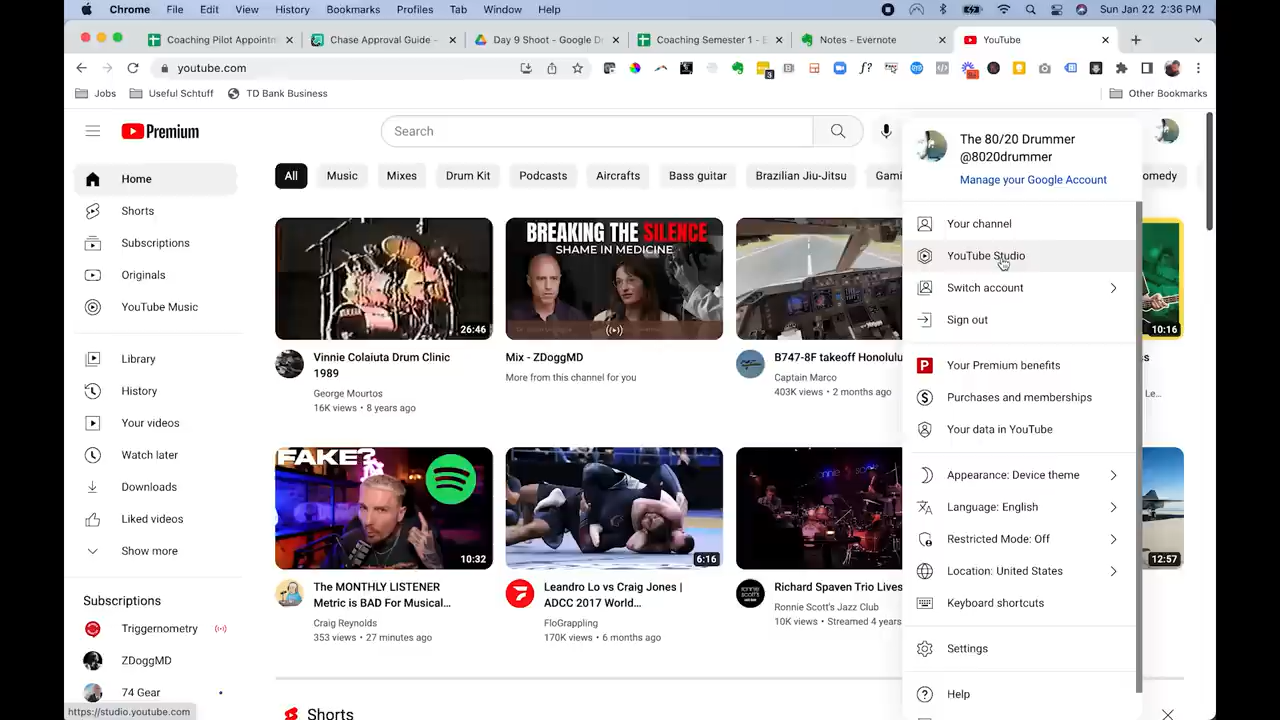 Chrome File Edit View History Bookmarks Profiles Tab Window Help Sun Jan 22 2:36 PM
Coaching Pilot Appointm
Chase Approval Guide –
Day 9 Shot - Google Dr
Coaching Semester 1 - E
Notes – Evernote
YouTube
youtube.com
Jobs
Useful Schtuff
TD Bank Business
Other Bookmarks
Premium
Search
Home
Shorts
Subscriptions
Originals
YouTube Music
Library
History
Your videos
Watch later
Downloads
Liked videos
Show more
Subscriptions
Triggernometry
ZDoggMD
74 Gear
https://studio.youtube.com
All
Music
Mixes
Drum Kit
Podcasts
Aircrafts
Bass guitar
Brazilian Jiu-Jitsu
Gami
omedy
26:46
Vinnie Colaiuta Drum Clinic
1989
George Mourtos
16K views • 8 years ago
BREAKING THE SILENCE
SHAME IN MEDICINE
Mix - ZDoggMD
More from this channel for you
B747-8F takeoff Honolulu
Captain Marco
403K views • 2 months ago
10:16
s
Le...
FAKE?
10:32
The MONTHLY LISTENER
Metric is BAD For Musical...
Craig Reynolds
353 views • 27 minutes ago
6:16
Leandro Lo vs Craig Jones |
ADCC 2017 World...
FloGrappling
170K views • 6 months ago
Richard Spaven Trio Lives
Ronnie Scott's Jazz Club
10K views • Streamed 4 years
12:57
Shorts
The 80/20 Drummer
@8020drummer
Manage your Google Account
Your channel
YouTube Studio
Switch account
Sign out
Your Premium benefits
Purchases and memberships
Your data in YouTube
Appearance: Device theme
Language: English
Restricted Mode: Off
Location: United States
Keyboard shortcuts
Settings
Help